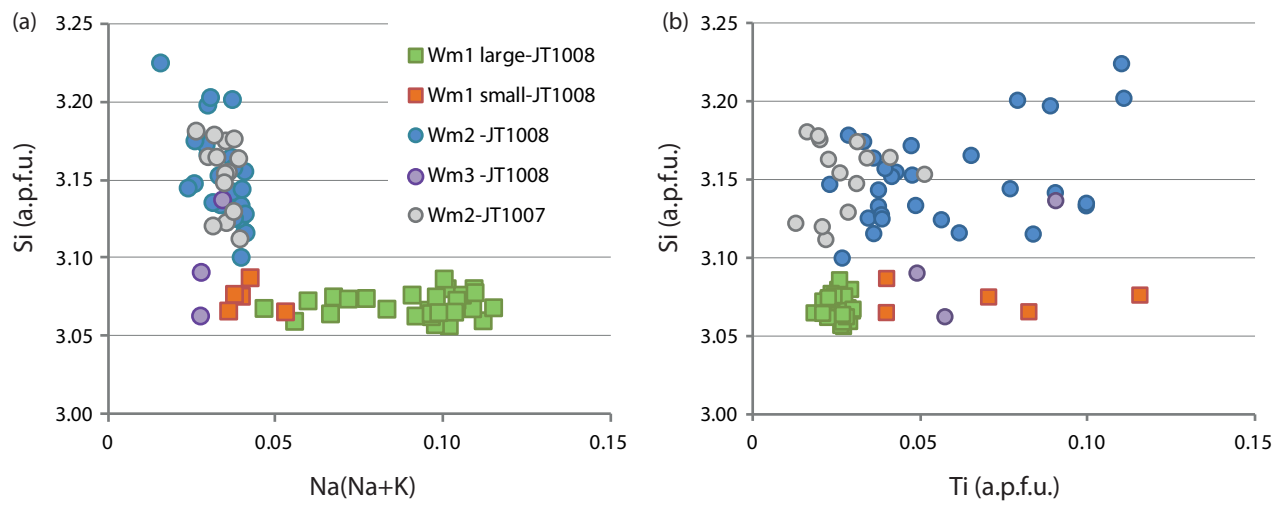 (a)
3.25
3.20
3.15
3.10
3.05
3.00
Si (a.p.f.u.)
0
0.05
0.10
0.15
Na(Na+K)
Wm1 large-JT1008
Wm1 small-JT1008
Wm2 -JT1008
Wm3 -JT1008
Wm2-JT1007
(b)
3.25
3.20
3.15
3.10
3.05
3.00
Si (a.p.f.u.)
0
0.05
0.10
0.15
Ti (a.p.f.u.)